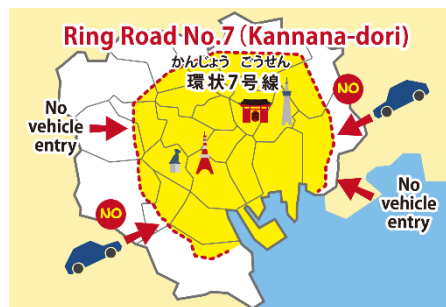 Ring Road No.7 (Kannana-dori)
かんじょう ごうせん
環状7号線
NO
No
vehicle
entry
NO
No
vehicle
entry